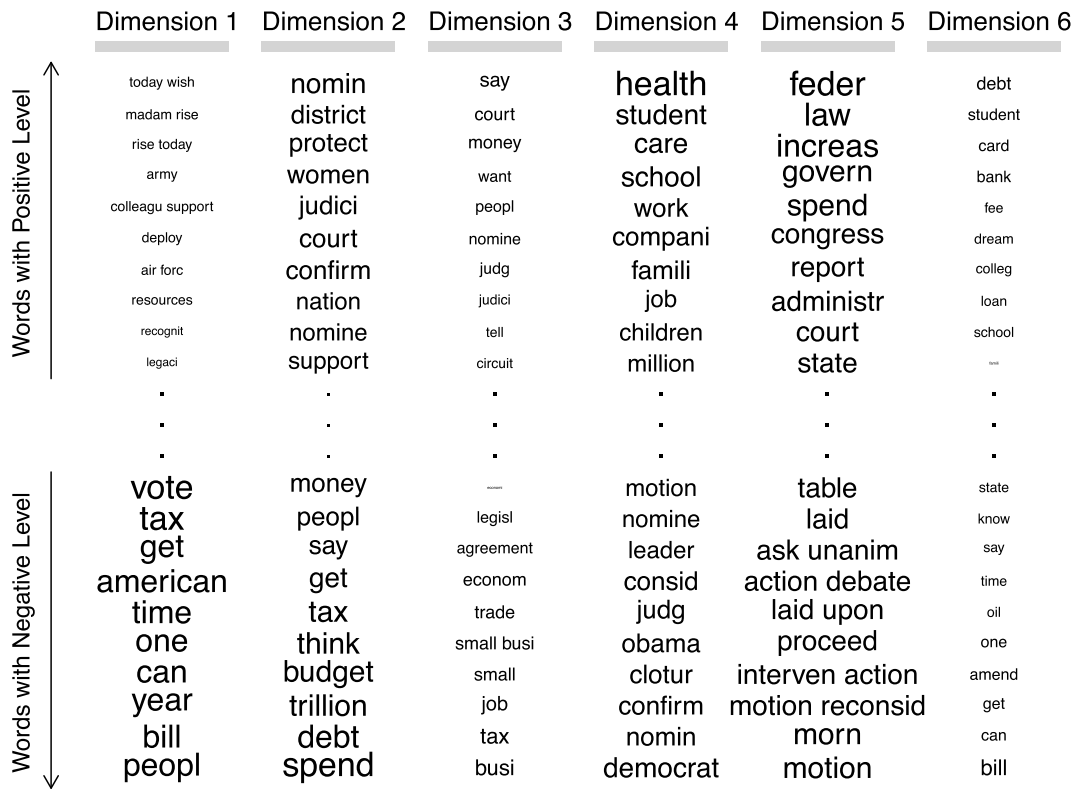 Dimension 1 Dimension 2 Dimension 3 Dimension 4 Dimension 5 Dimension 6
Words with Positive Level
today wish nomin say health feder debt
madam rise district court student law student
rise today protect money care increas card
army women want school govern bank
colleagu support judici peopl work spend fee
deploy court nomine compani congress dream
air forc confirm judg famili report colleg
resources nation judici job administr loan
recognit nomine tell children court school
legaci support circuit million state
Words with Negative Level
vote money economi motion table state
tax peopl legisl nomine laid know
get say agreement leader ask unanim say
american get econom consid action debate time
time tax trade judg laid upon oil
one think small busi obama proceed one
can budget small clotur interven action amend
year trillion job confirm motion reconsid get
bill debt tax nomin morn can
peopl spend busi democrat motion bill